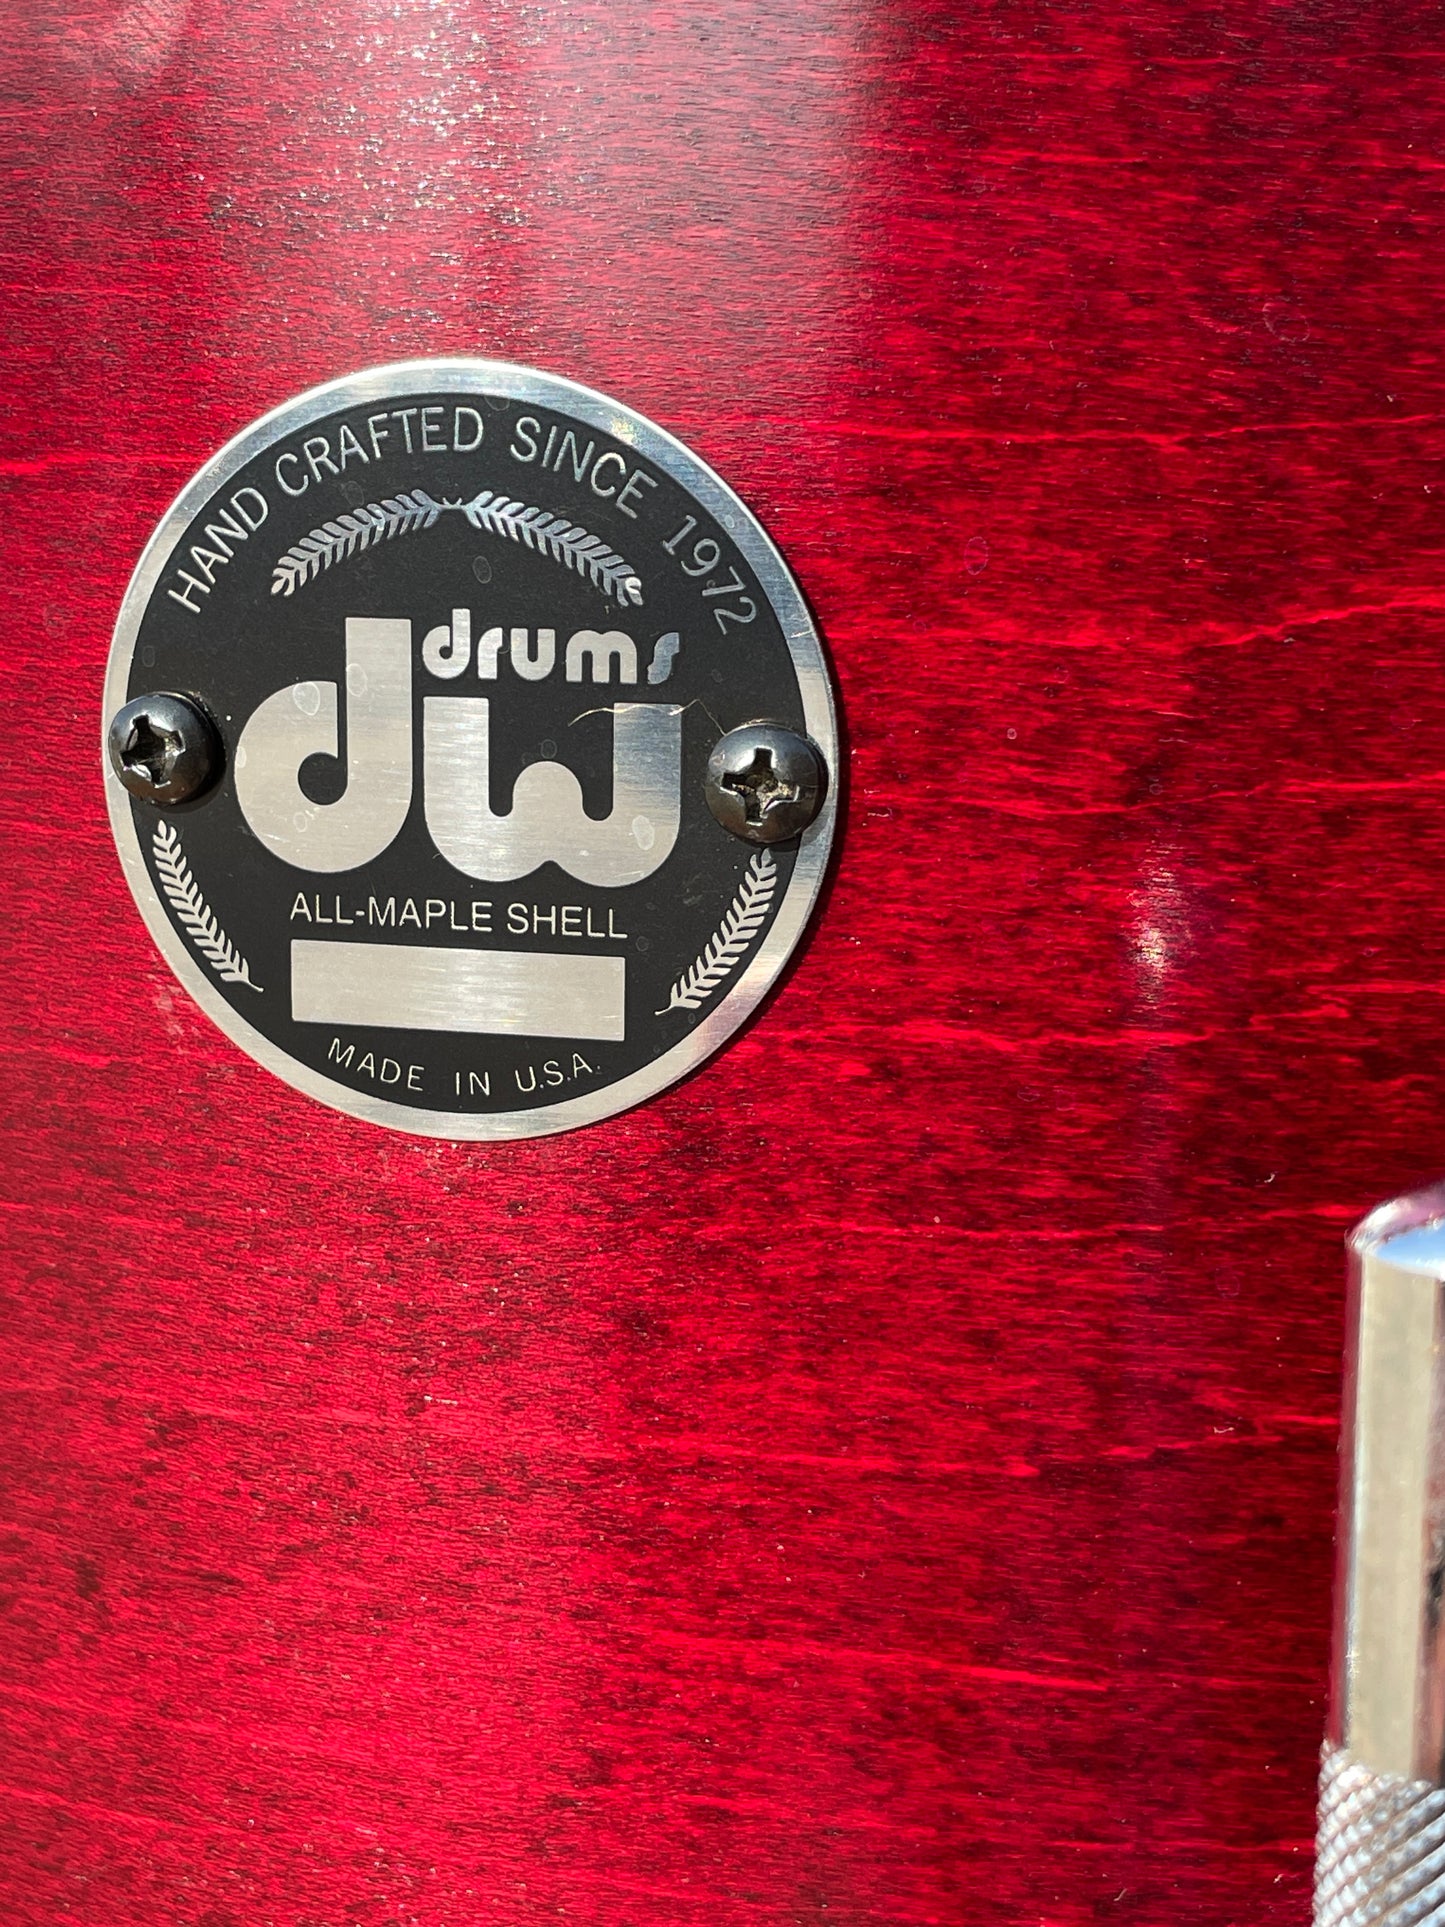 HAND CRAFTED SINCE 1972
drums
dw
ALL-MAPLE SHELL
MADE IN U.S.A.